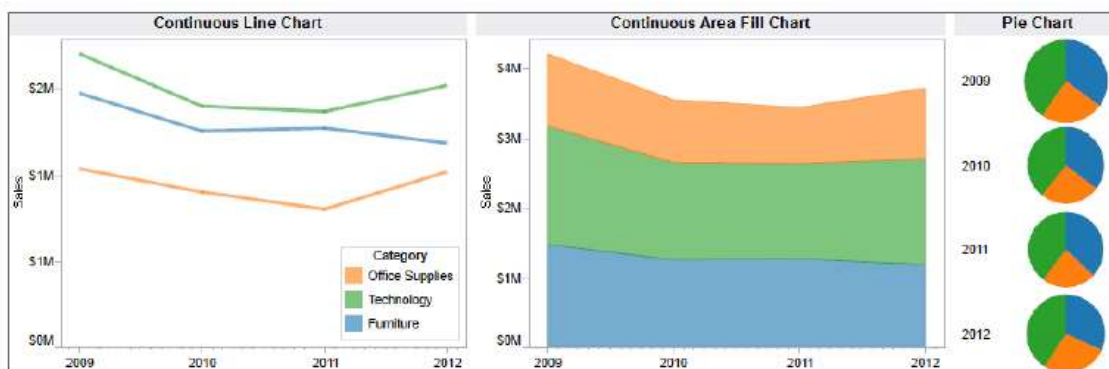 Continuous Line Chart
Continuous Area Fill Chart
Pie Chart
Sales
$2M
$1M
$1M
$0M
2009
2010
2011
2012
Category
Office Supplies
Technology
Furniture
Sales
$4M
$3M
$2M
$1M
$0M
2009
2010
2011
2012
2009
2010
2011
2012